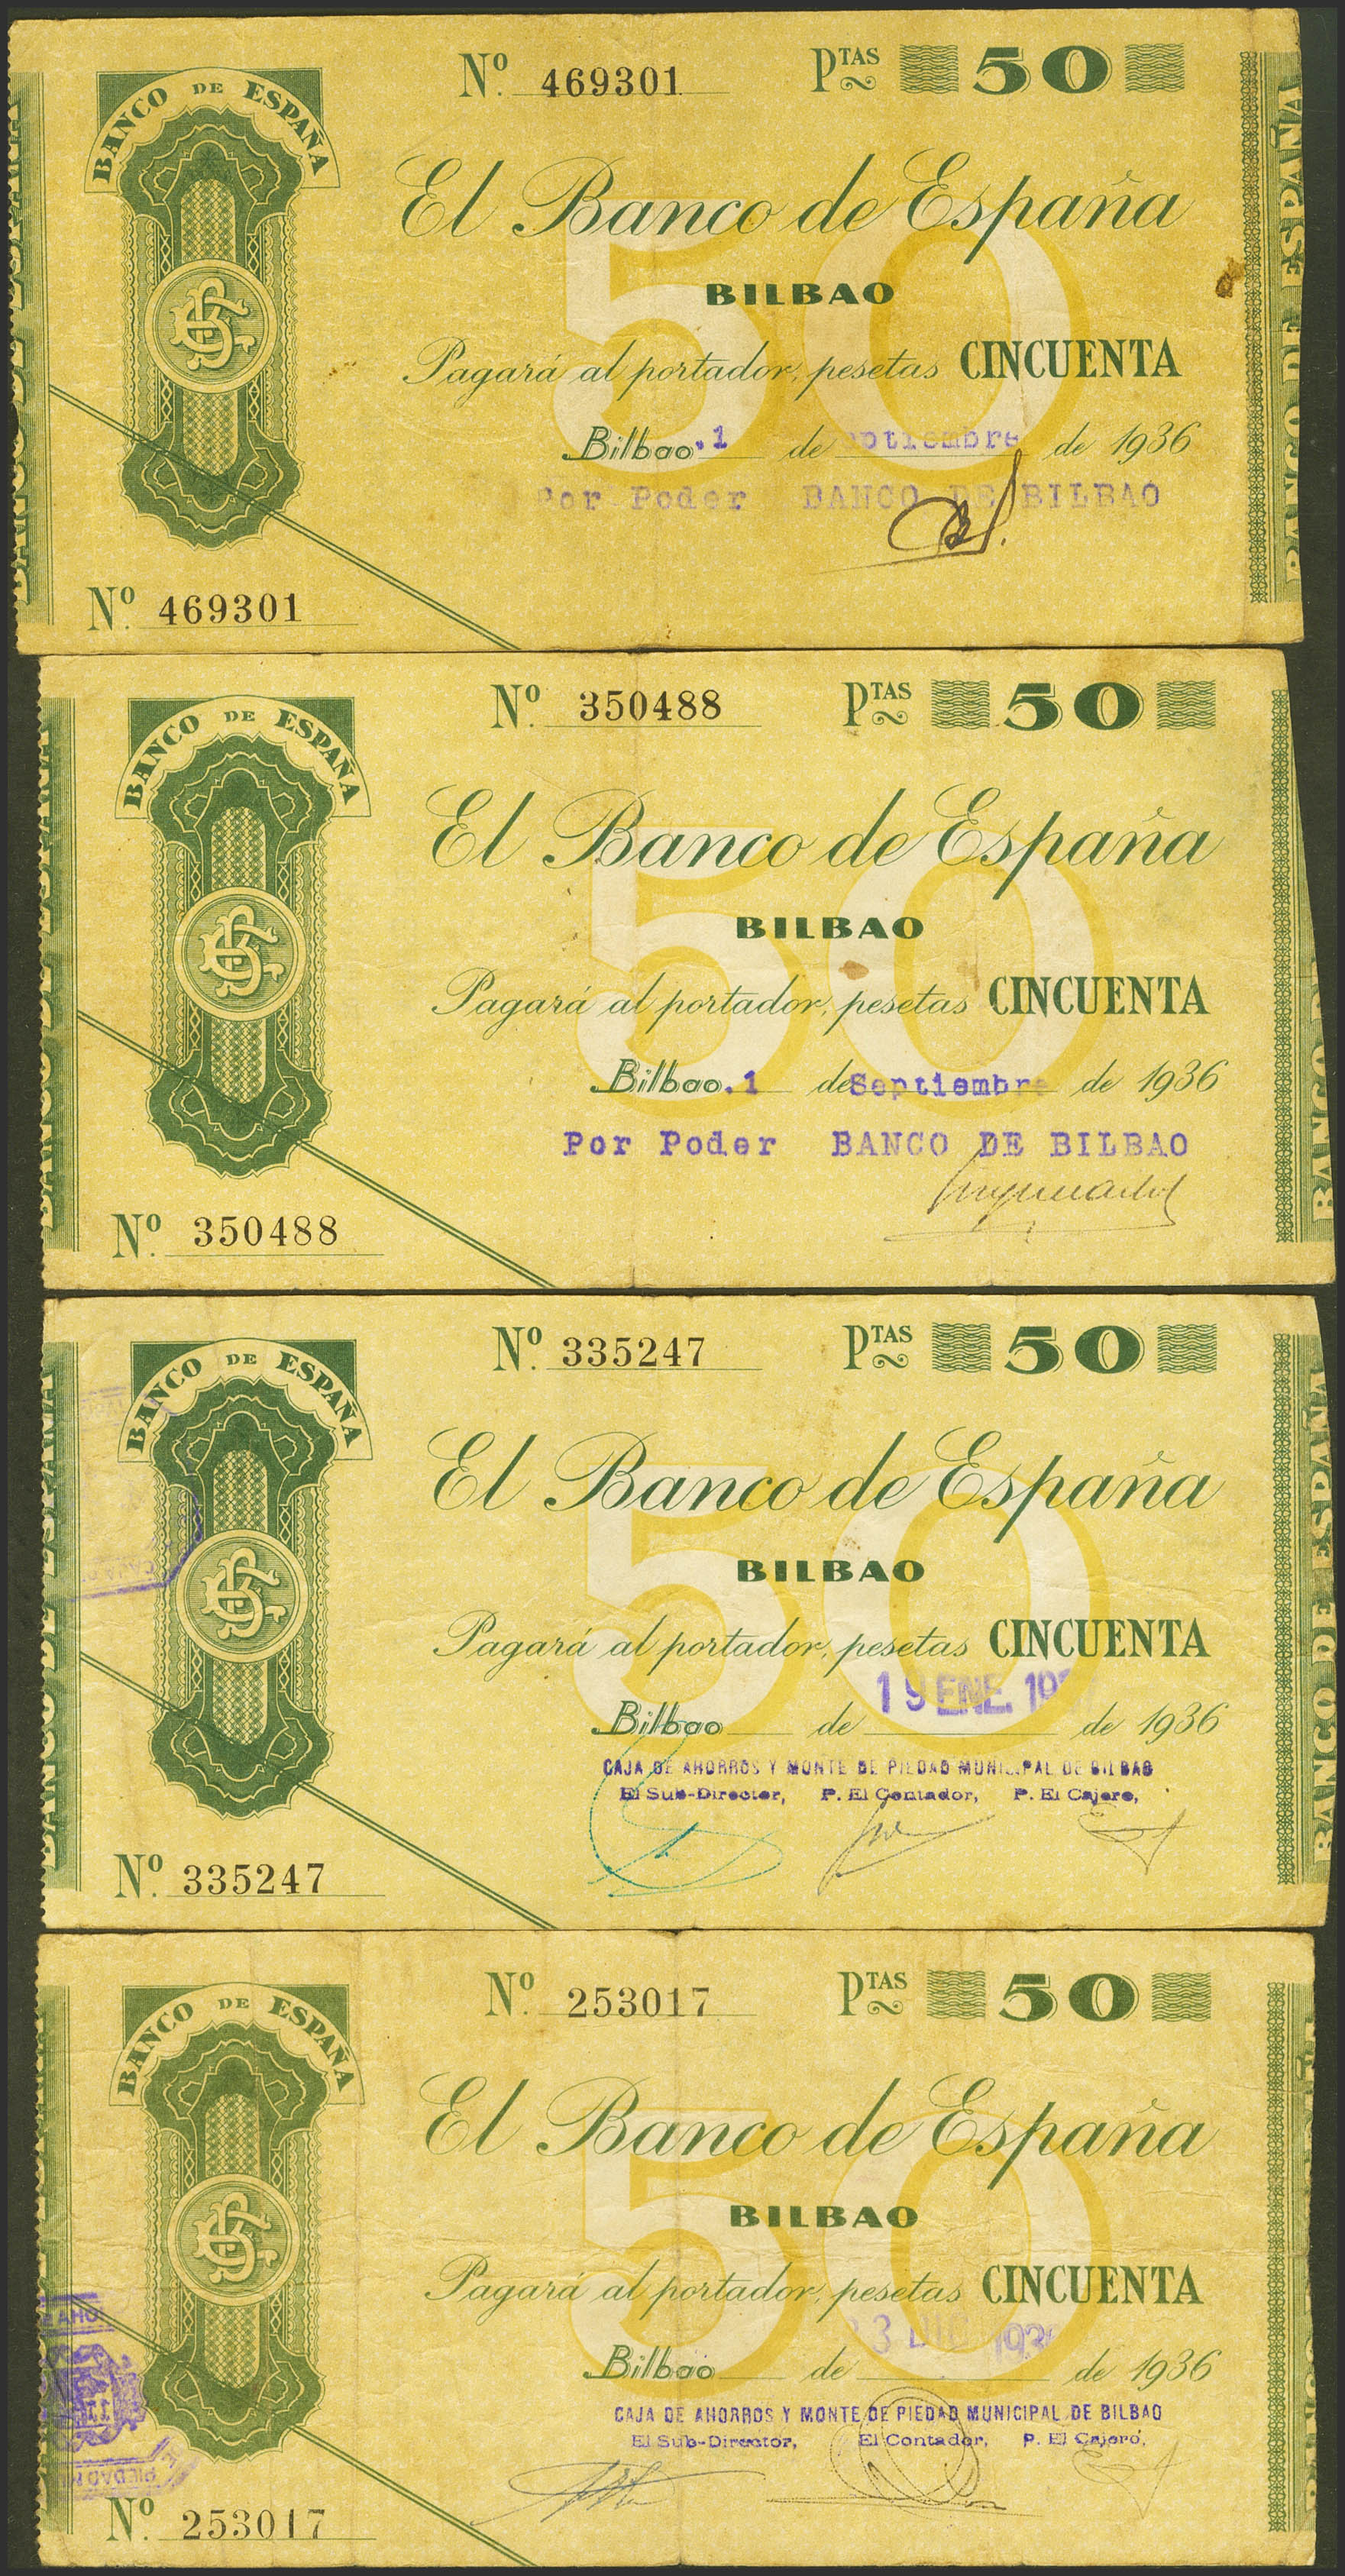 Nº 469301 PTAS 50
BANCO DE ESPAÑA
El Banco de España
BILBAO
Pagará al portador, pesetas CINCUENTA
Bilbao. 1 de de 1936
Por Poder BANCO DE BILBAO
Nº 469301
BANCO DE ESPAÑA
Nº 350488 PTAS 50
BANCO DE ESPAÑA
El Banco de España
BILBAO
Pagará al portador, pesetas CINCUENTA
Bilbao. 1 de Septiembre de 1936
Por Poder BANCO DE BILBAO
Nº 350488
Nº 335247 PTAS 50
BANCO DE ESPAÑA
El Banco de España
BILBAO
Pagará al portador, pesetas CINCUENTA
19 ENE.
Bilbao de de 1936
CAJA DE AHORROS Y MONTE DE PIEDAD MUNICIPAL DE BILBAO
El Sub-Director, P. El Contador, P. El Cajero,
Nº 335247
BANCO DE ESPAÑA
Nº 253017 PTAS 50
BANCO DE ESPAÑA
El Banco de España
BILBAO
Pagará al portador, pesetas CINCUENTA
Bilbao de de 1936
CAJA DE AHORROS Y MONTE DE PIEDAD MUNICIPAL DE BILBAO
El Sub-Director, El Contador, P. El Cajero,
Nº 253017